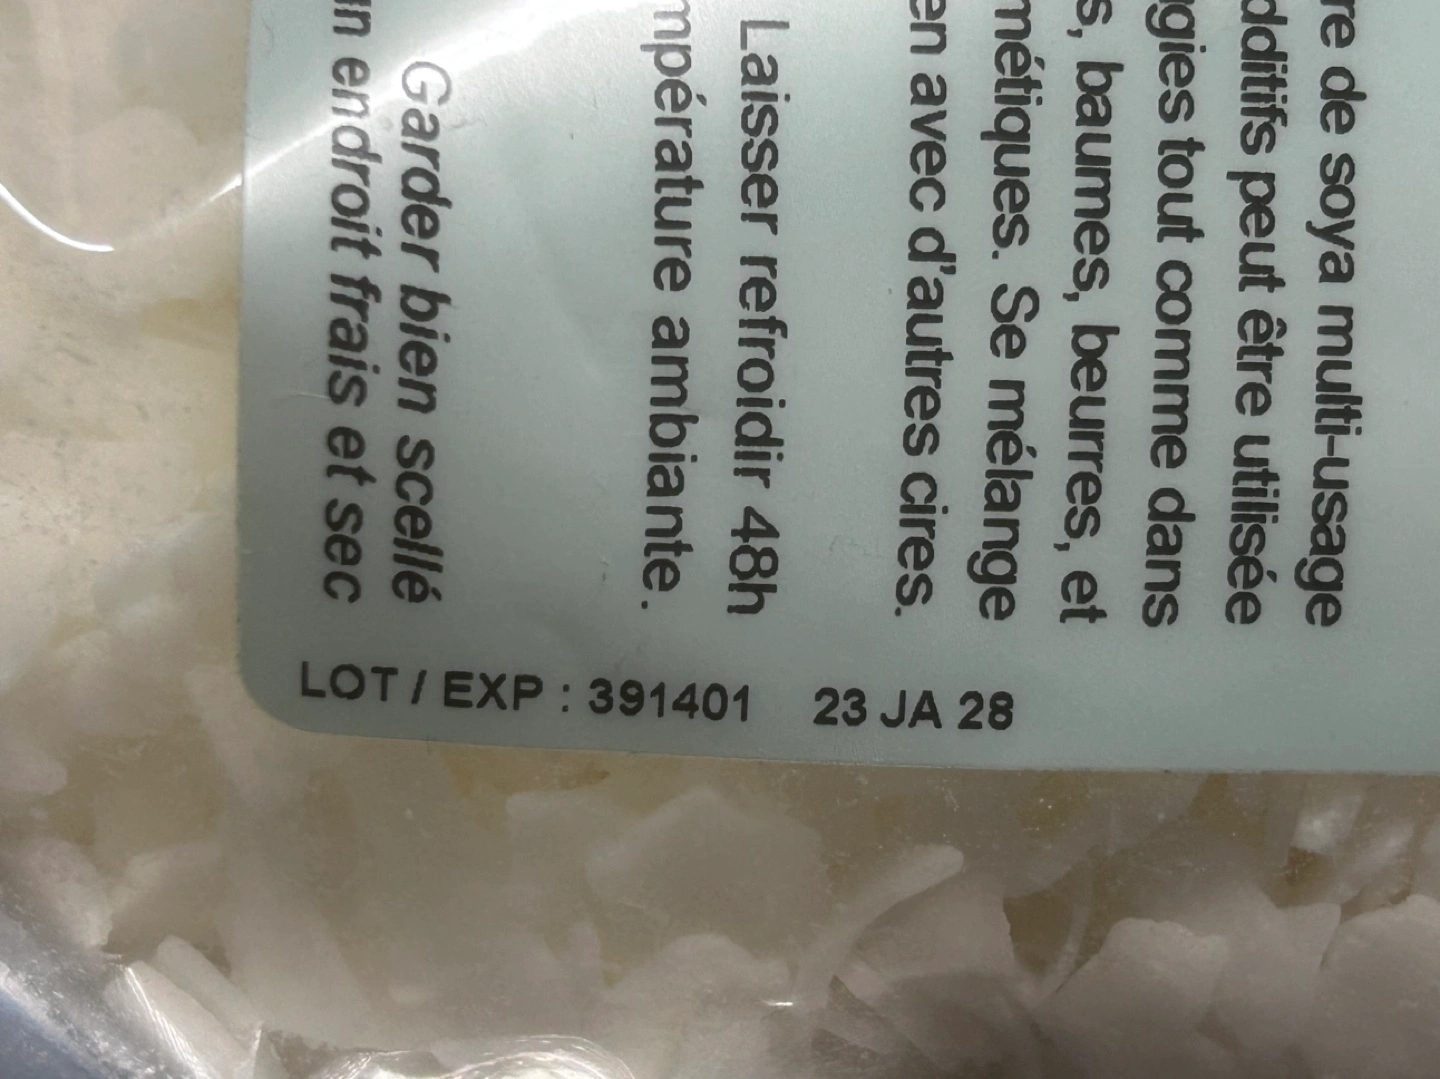 re de soya multi-usage
dditifs peut être utilisée
gies tout comme dans
s, baumes, beurres, et
métiques. Se mélange
en avec d'autres cires.
Laisser refroidir 48h
mpérature ambiante.
Garder bien scellé
un endroit frais et sec
LOT / EXP : 391401 23 JA 28